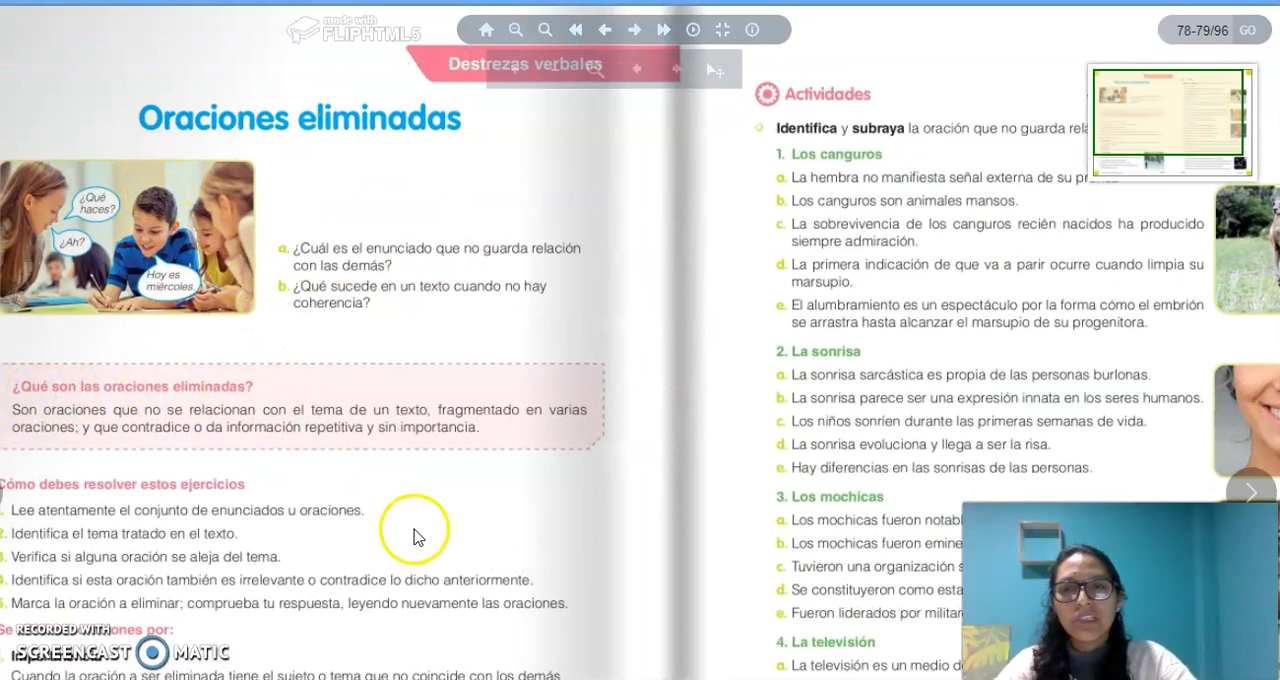 made with
FLIPHTML5
78-79/96 GO
Destrezas verbales
Oraciones eliminadas
¿Qué
haces?
¿Ah?
Hoy es
miércoles.
a. ¿Cuál es el enunciado que no guarda relación
con las demás?
b. ¿Qué sucede en un texto cuando no hay
coherencia?
¿Qué son las oraciones eliminadas?
Son oraciones que no se relacionan con el tema de un texto, fragmentado en varias
oraciones; y que contradice o da información repetitiva y sin importancia.
Cómo debes resolver estos ejercicios
Lee atentamente el conjunto de enunciados u oraciones.
Identifica el tema tratado en el texto.
Verifica si alguna oración se aleja del tema.
Identifica si esta oración también es irrelevante o contradice lo dicho anteriormente.
Marca la oración a eliminar; comprueba tu respuesta, leyendo nuevamente las oraciones.
Se por:
RECORDED WITH
SCREENCAST MATIC
Cuando la oración a ser eliminada tiene el sujeto o tema que no coincide con los demás
Actividades
Identifica y subraya la oración que no guarda
1. Los canguros
a. La hembra no manifiesta señal externa de su
b. Los canguros son animales mansos.
c. La sobrevivencia de los canguros recién nacidos ha producido
siempre admiración.
d. La primera indicación de que va a parir ocurre cuando limpia su
marsupio.
e. El alumbramiento es un espectáculo por la forma cómo el embrión
se arrastra hasta alcanzar el marsupio de su progenitora.
2. La sonrisa
a. La sonrisa sarcástica es propia de las personas burlonas.
b. La sonrisa parece ser una expresión innata en los seres humanos.
c. Los niños sonríen durante las primeras semanas de vida.
d. La sonrisa evoluciona y llega a ser la risa.
e. Hay diferencias en las sonrisas de las personas.
3. Los mochicas
a. Los mochicas fueron notabl
b. Los mochicas fueron emine
c. Tuvieron una organización s
d. Se constituyeron como esta
e. Fueron liderados por militar
4. La televisión
a. La televisión es un medio d